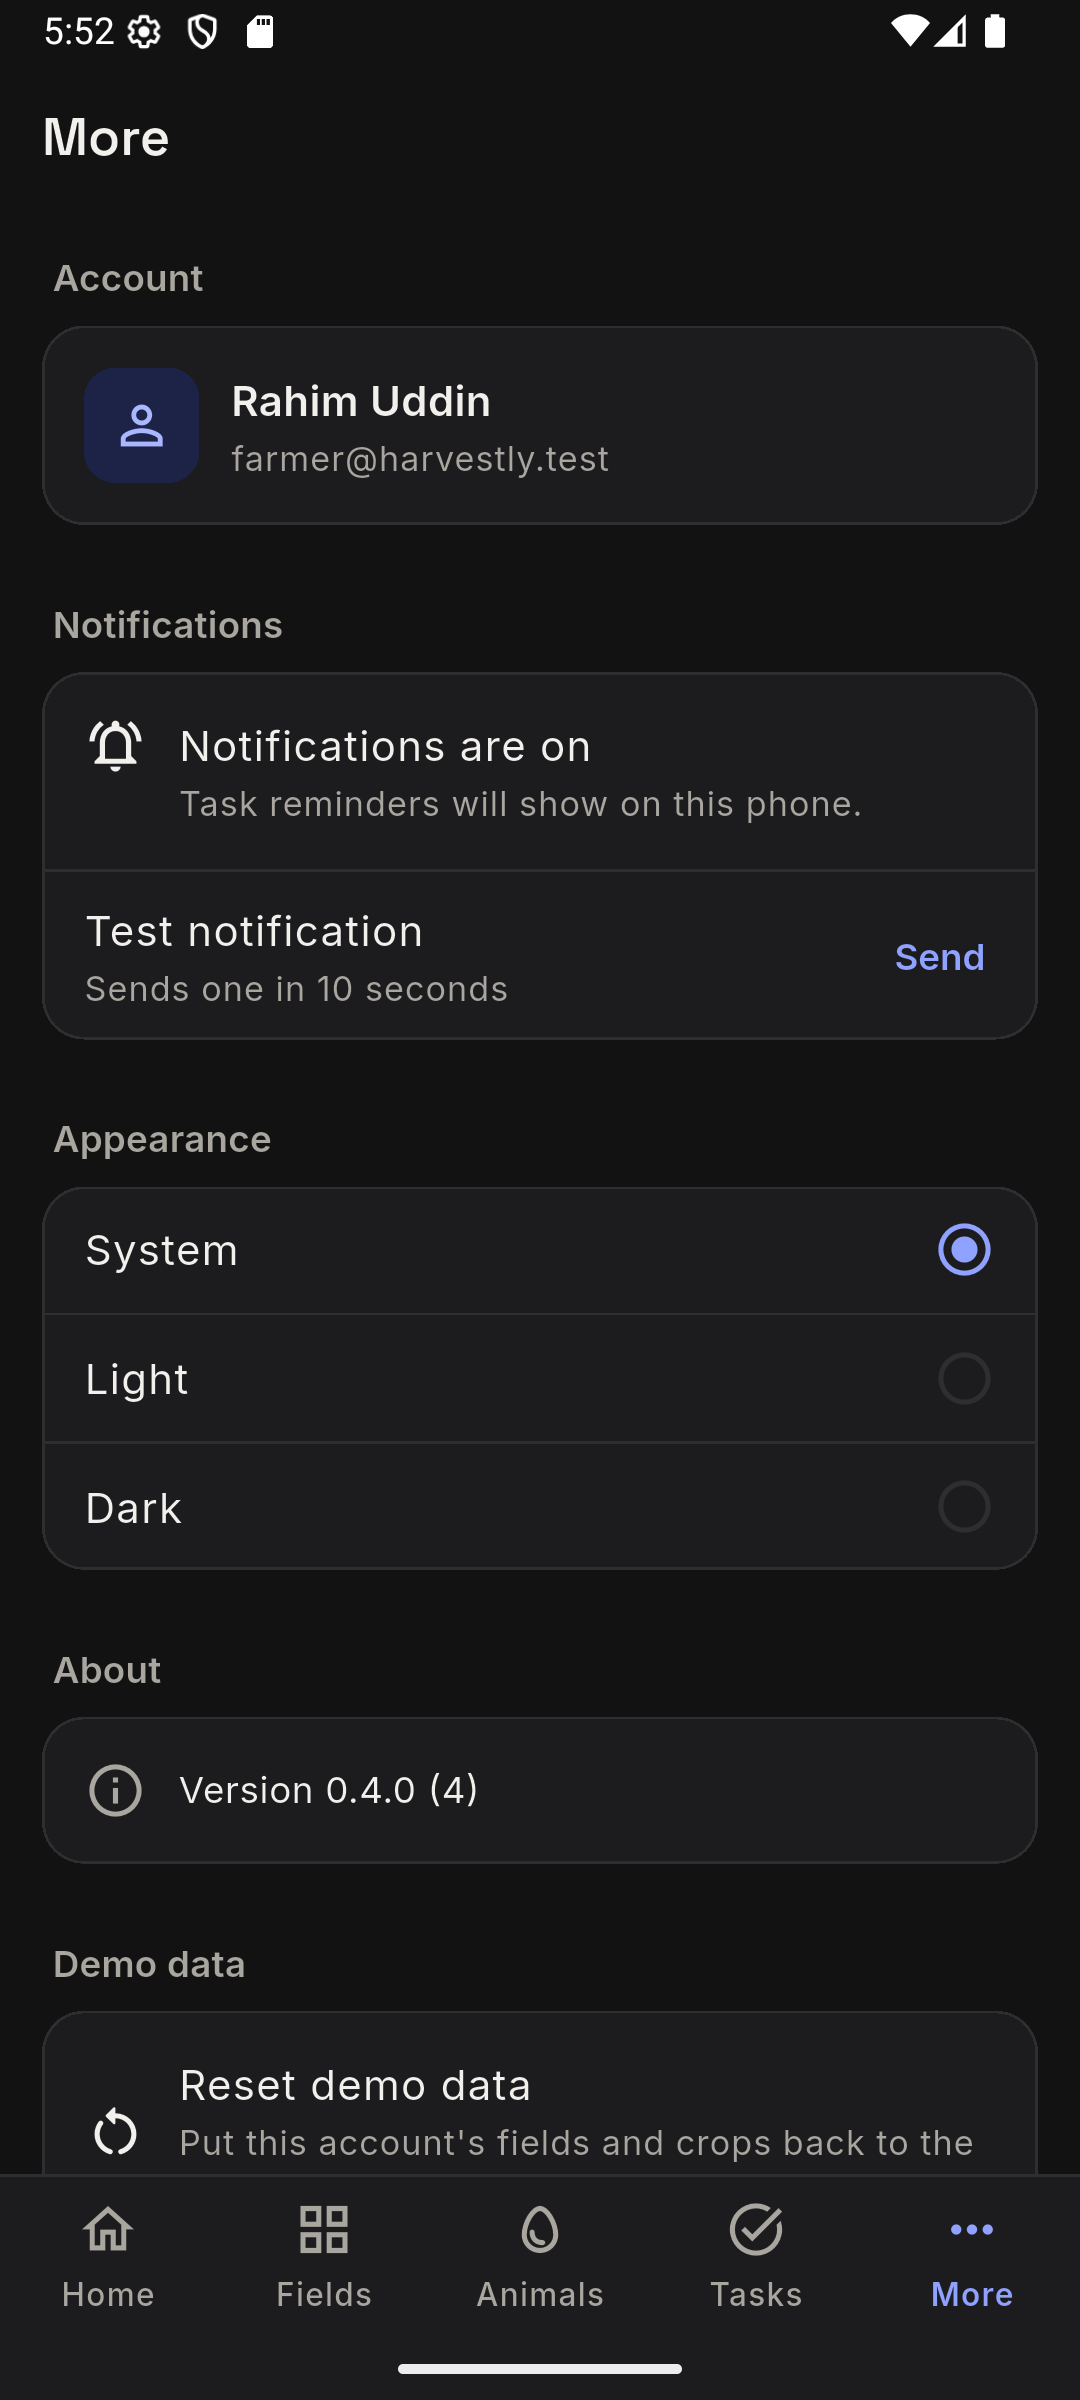 5:52
More
Account
Rahim Uddin
farmer@harvestly.test
Notifications
Notifications are on
Task reminders will show on this phone.
Test notification
Sends one in 10 seconds
Send
Appearance
System
Light
Dark
About
Version 0.4.0 (4)
Demo data
Reset demo data
Put this account's fields and crops back to the
Home
Fields
Animals
Tasks
More